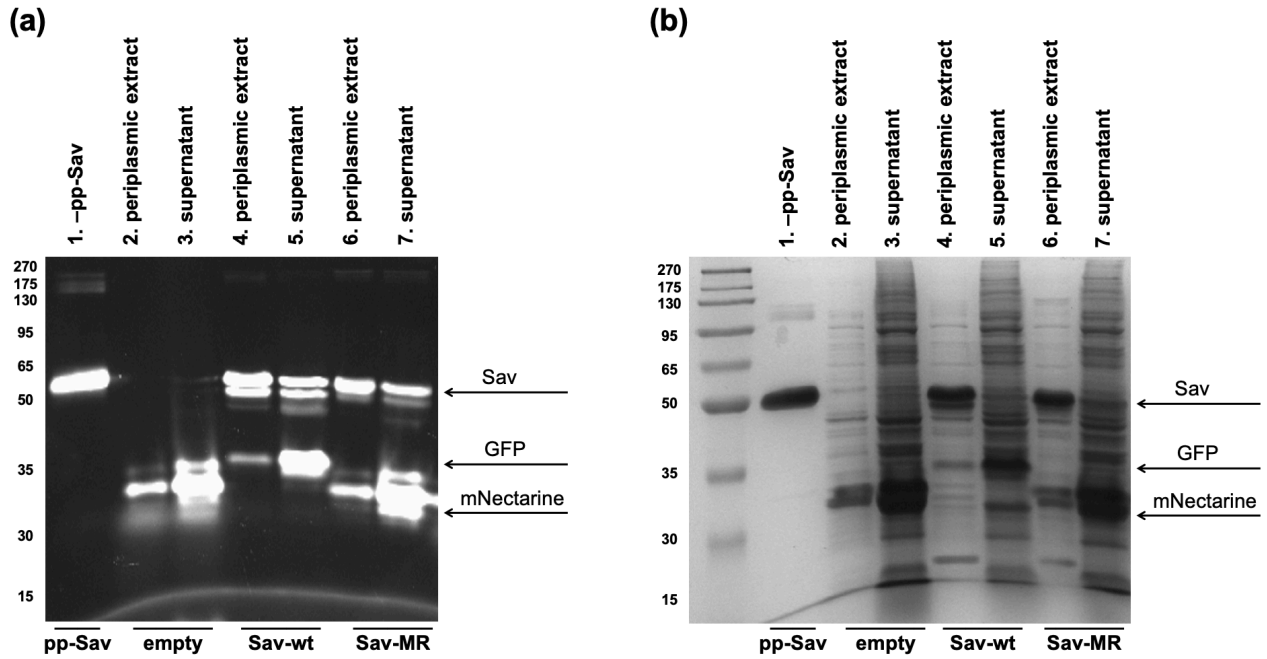 (a)
1. –pp-Sav
2. periplasmic extract
3. supernatant
4. periplasmic extract
5. supernatant
6. periplasmic extract
7. supernatant
270
175
130
95
65
50
35
30
15
Sav
GFP
mNectarine
pp-Sav empty Sav-wt Sav-MR
(b)
1. –pp-Sav
2. periplasmic extract
3. supernatant
4. periplasmic extract
5. supernatant
6. periplasmic extract
7. supernatant
270
175
130
95
65
50
35
30
15
Sav
GFP
mNectarine
pp-Sav empty Sav-wt Sav-MR